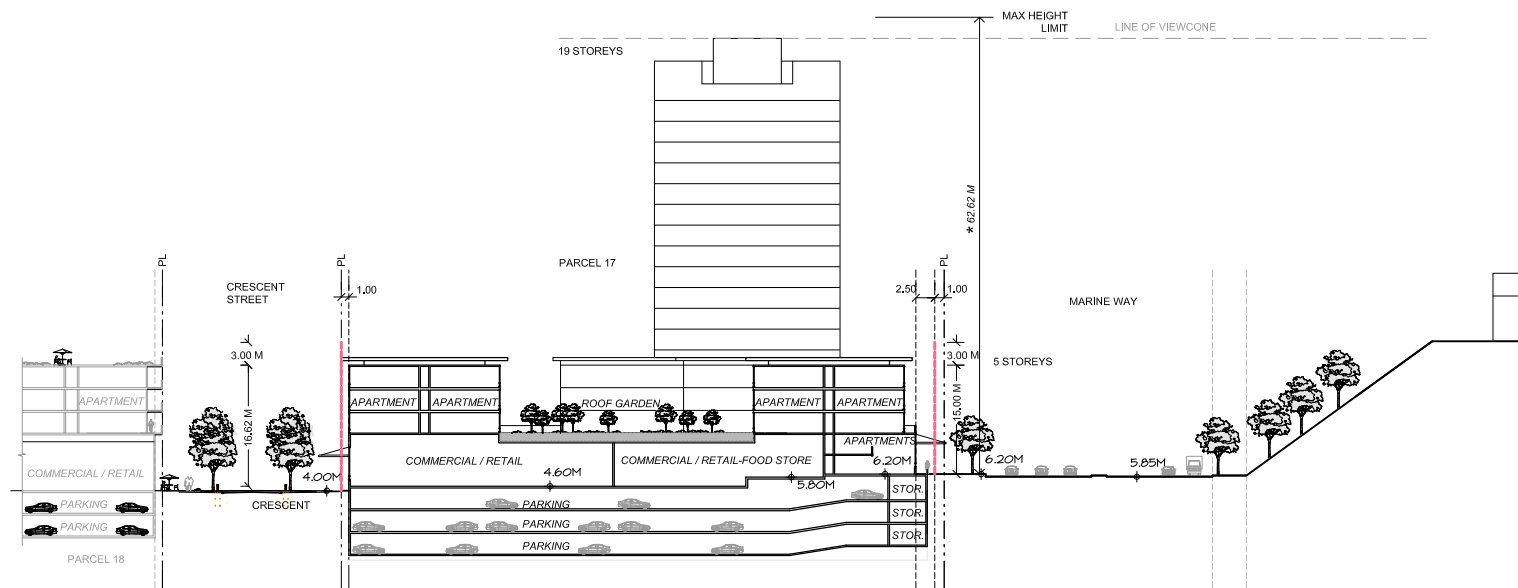 MAX HEIGHT
LIMIT
LINE OF VIEWCONE
19 STOREYS
* 62.62 M
PL
PL
PL
PARCEL 17
CRESCENT
STREET
1.00
2.50
1.00
MARINE WAY
3.00 M
3.00 M
5 STOREYS
APARTMENT
APARTMENT
APARTMENT
ROOF GARDEN
APARTMENT
APARTMENT
15.00 M
16.62 M
APARTMENTS
COMMERCIAL / RETAIL
COMMERCIAL / RETAIL
COMMERCIAL / RETAIL-FOOD STORE
6.20M
6.20M
5.85M
4.00M
4.60M
5.80M
CRESCENT
PARKING
PARKING
STOR.
PARKING
PARKING
STOR.
PARKING
STOR.
PARCEL 18